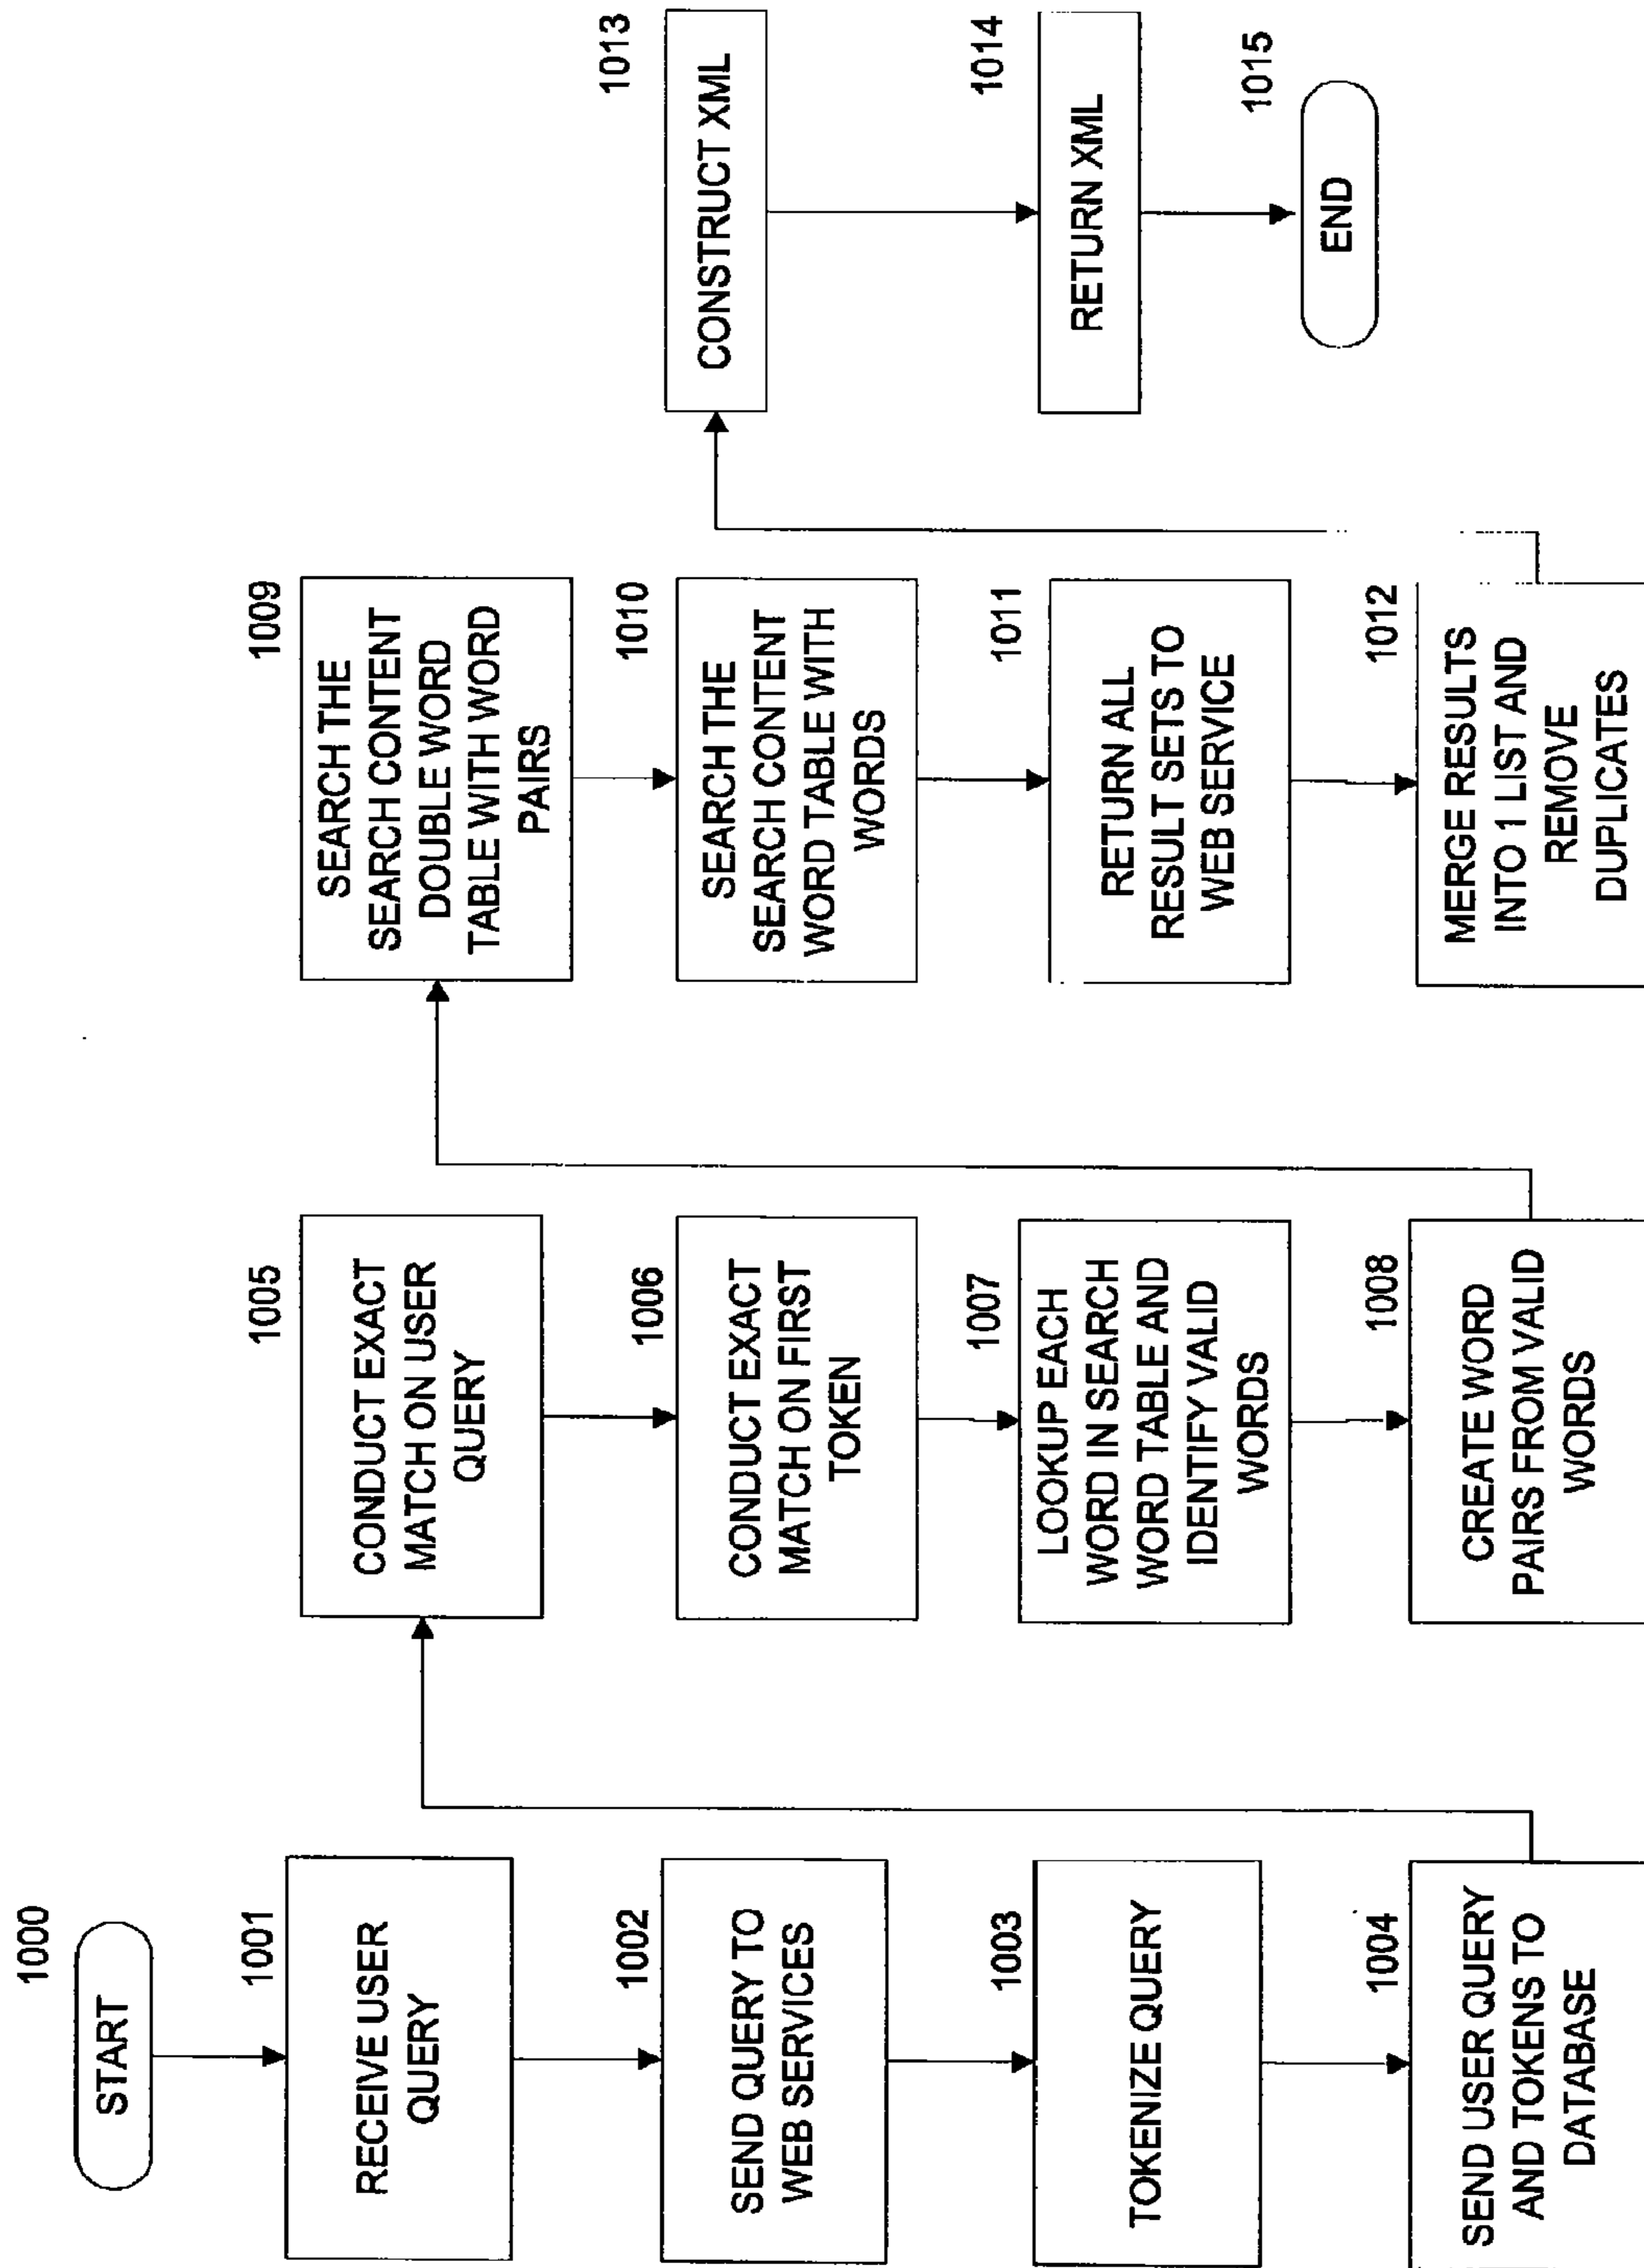 1000
START
1001
RECEIVE USER
QUERY
1002
SEND QUERY TO
WEB SERVICES
1003
TOKENIZE QUERY
1004
SEND USER QUERY
AND TOKENS TO
DATABASE
1005
CONDUCT EXACT
MATCH ON USER
QUERY
1006
CONDUCT EXACT
MATCH ON FIRST
TOKEN
1007
LOOKUP EACH
WORD IN SEARCH
WORD TABLE AND
IDENTIFY VALID
WORDS
1008
CREATE WORD
PAIRS FROM VALID
WORDS
1009
SEARCH THE
SEARCH CONTENT
DOUBLE WORD
TABLE WITH WORD
PAIRS
1010
SEARCH THE
SEARCH CONTENT
WORD TABLE WITH
WORDS
1011
RETURN ALL
RESULT SETS TO
WEB SERVICE
1012
MERGE RESULTS
INTO 1 LIST AND
REMOVE
DUPLICATES
1013
CONSTRUCT XML
1014
RETURN XML
1015
END